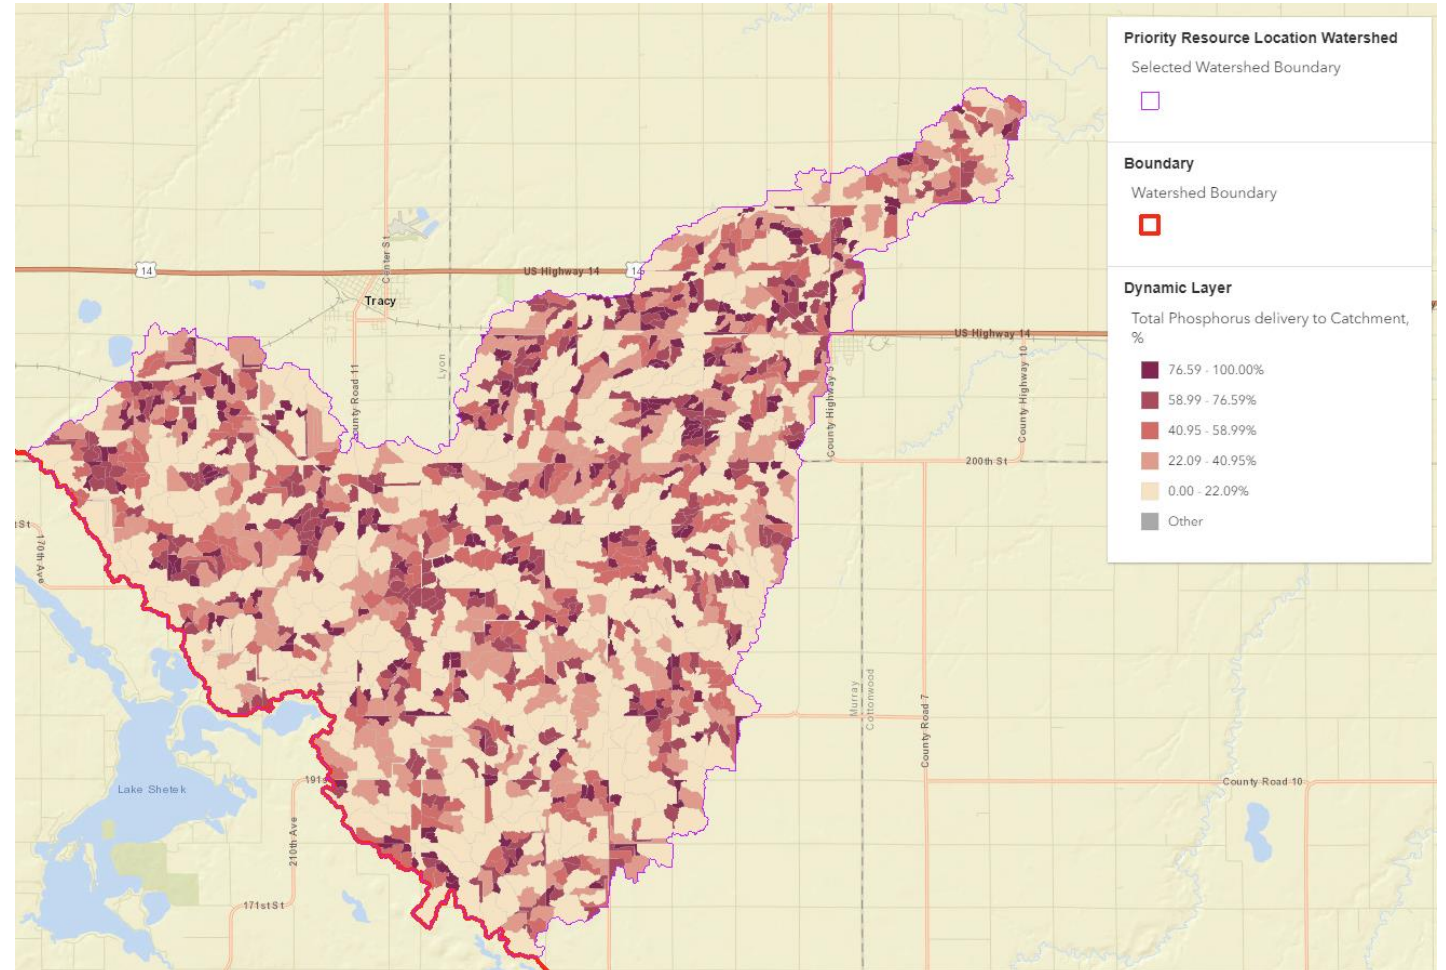 Priority Resource Location Watershed
Selected Watershed Boundary
Boundary
Watershed Boundary
Dynamic Layer
Total Phosphorus delivery to Catchment,
%
76.59 - 100.00%
58.99 - 76.59%
40.95 - 58.99%
22.09 - 40.95%
0.00 - 22.09%
Other
14
US Highway 14
14
Center St
Tracy
US Highway 14
Lyon
County Highway 5
County Highway 10
200th St
170th Ave
Murray
Cottonwood
County Road 7
County Road 10
Lake Shetek
210th Ave
171st St